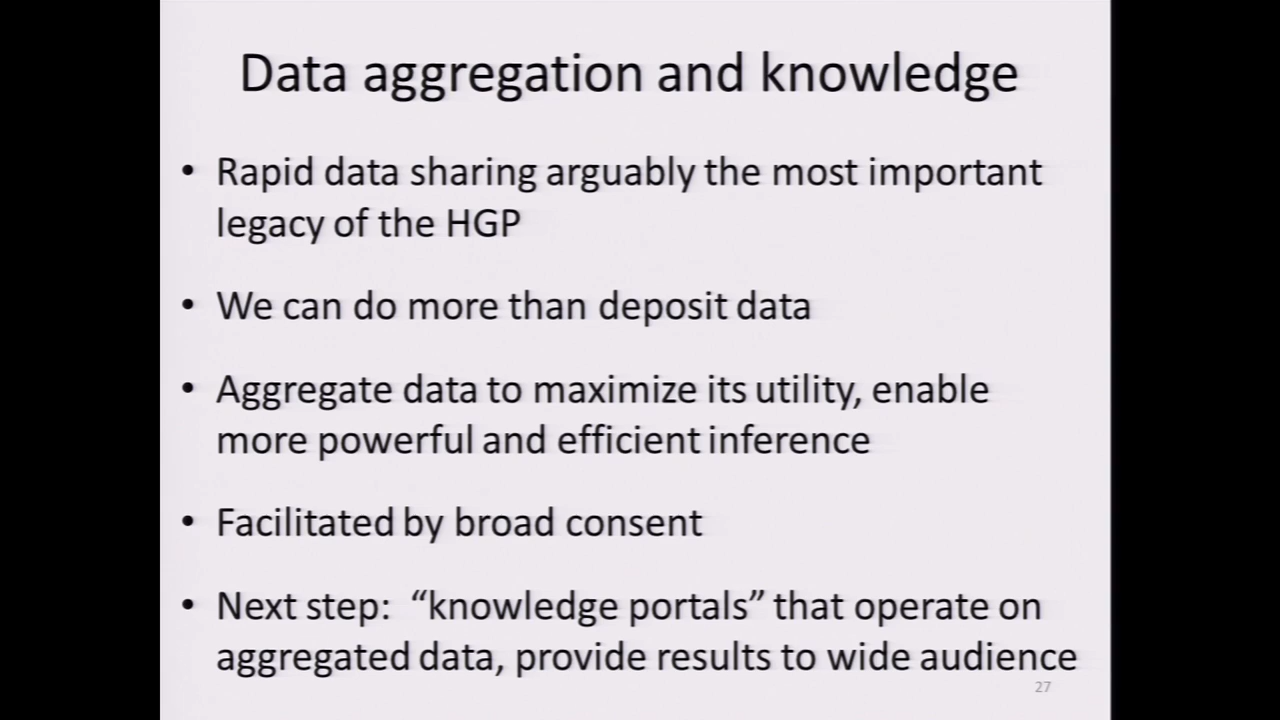 Data aggregation and knowledge
• Rapid data sharing arguably the most important
legacy of the HGP
• We can do more than deposit data
• Aggregate data to maximize its utility, enable
more powerful and efficient inference
• Facilitated by broad consent
• Next step:  “knowledge portals” that operate on
aggregated data, provide results to wide audience
27